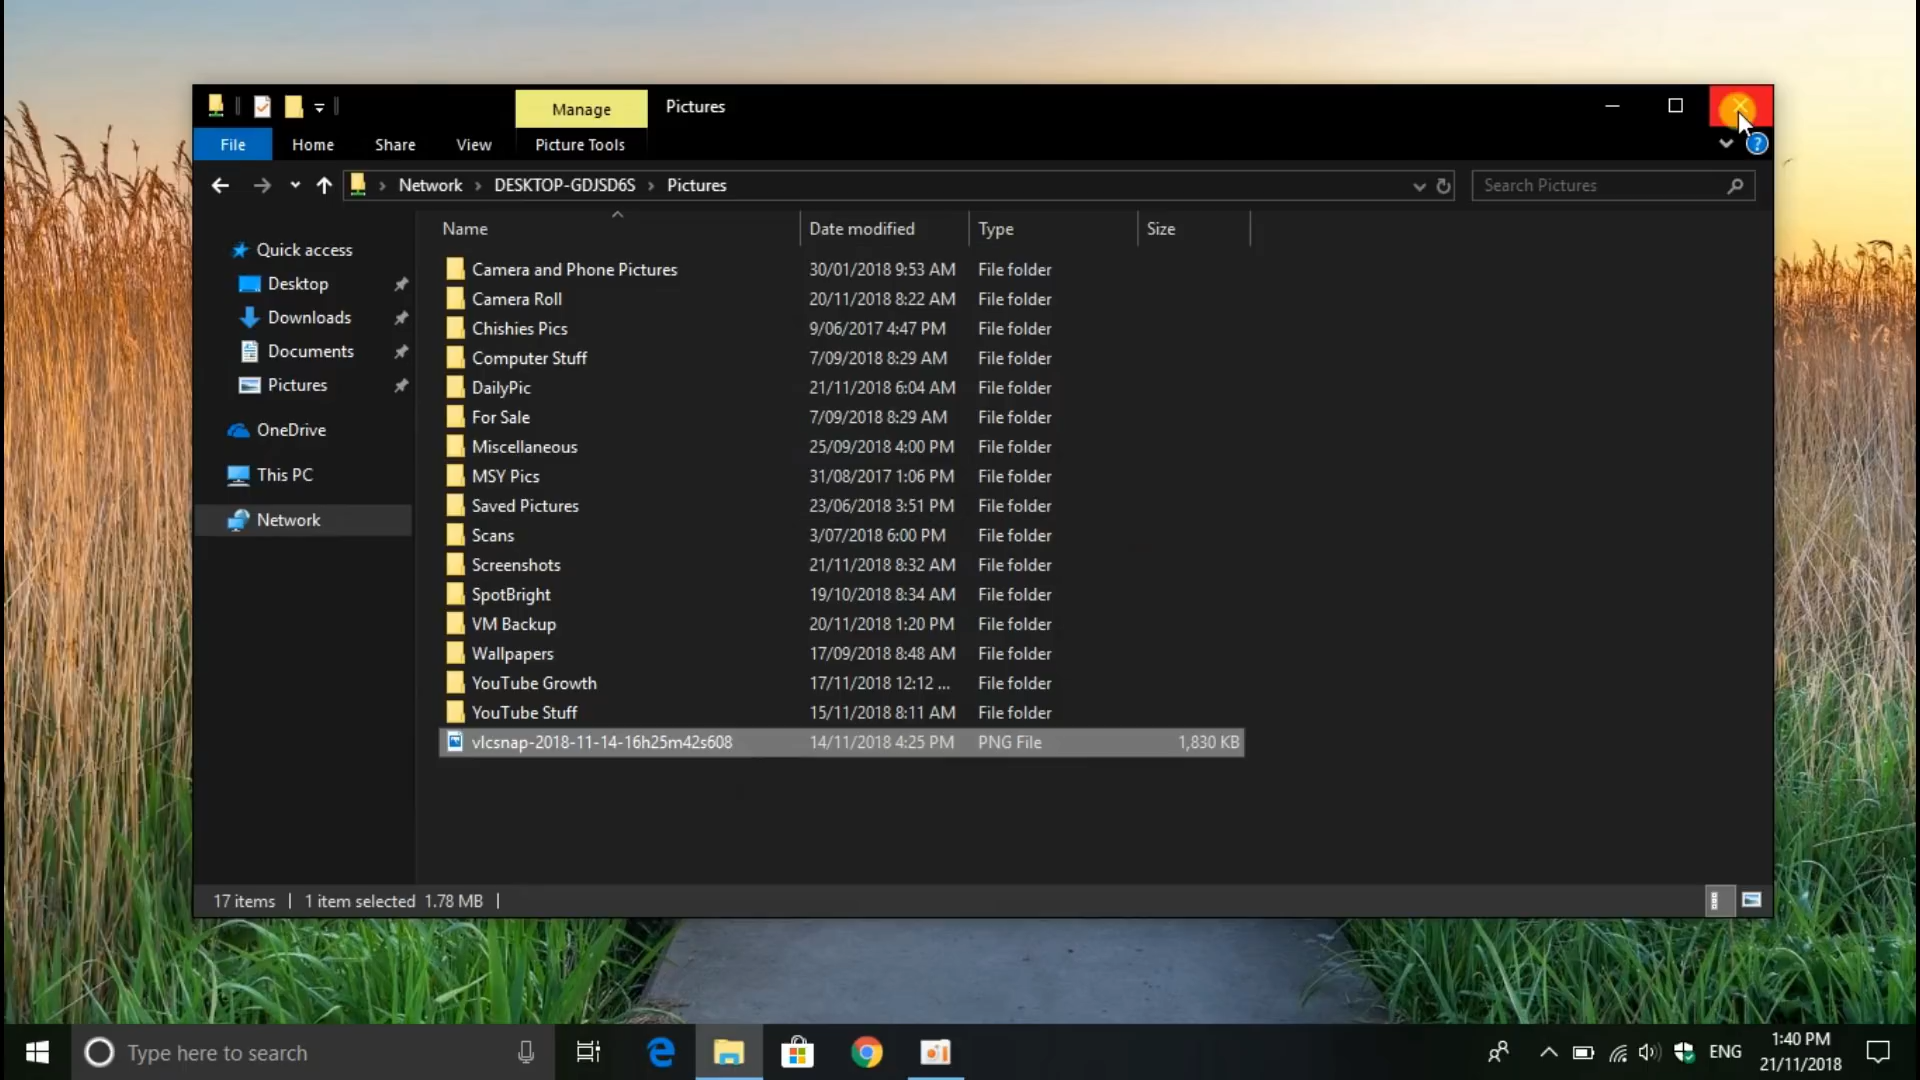 Manage Pictures
File Home Share View Picture Tools
Network DESKTOP-GDJSD6S Pictures Search Pictures
Name Date modified Type Size
Quick access
Desktop
Downloads
Documents
Pictures
OneDrive
This PC
Network
Camera and Phone Pictures 30/01/2018 9:53 AM File folder
Camera Roll 20/11/2018 8:22 AM File folder
Chishies Pics 9/06/2017 4:47 PM File folder
Computer Stuff 7/09/2018 8:29 AM File folder
DailyPic 21/11/2018 6:04 AM File folder
For Sale 7/09/2018 8:29 AM File folder
Miscellaneous 25/09/2018 4:00 PM File folder
MSY Pics 31/08/2017 1:06 PM File folder
Saved Pictures 23/06/2018 3:51 PM File folder
Scans 3/07/2018 6:00 PM File folder
Screenshots 21/11/2018 8:32 AM File folder
SpotBright 19/10/2018 8:34 AM File folder
VM Backup 20/11/2018 1:20 PM File folder
Wallpapers 17/09/2018 8:48 AM File folder
YouTube Growth 17/11/2018 12:12 ... File folder
YouTube Stuff 15/11/2018 8:11 AM File folder
vlcsnap-2018-11-14-16h25m42s608 14/11/2018 4:25 PM PNG File 1,830 KB
17 items 1 item selected 1.78 MB
Type here to search ENG 1:40 PM
21/11/2018